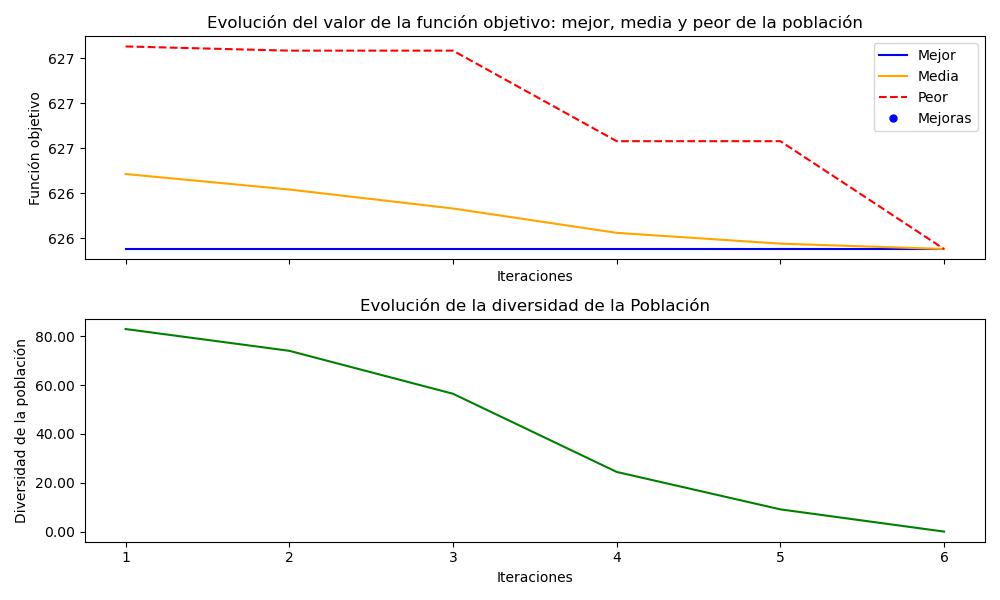 Evolución del valor de la función objetivo: mejor, media y peor de la población
Función objetivo
627
627
627
626
626
Mejor
Media
Peor
Mejoras
Iteraciones
Evolución de la diversidad de la Población
Diversidad de la población
80.00
60.00
40.00
20.00
0.00
1 2 3 4 5 6
Iteraciones